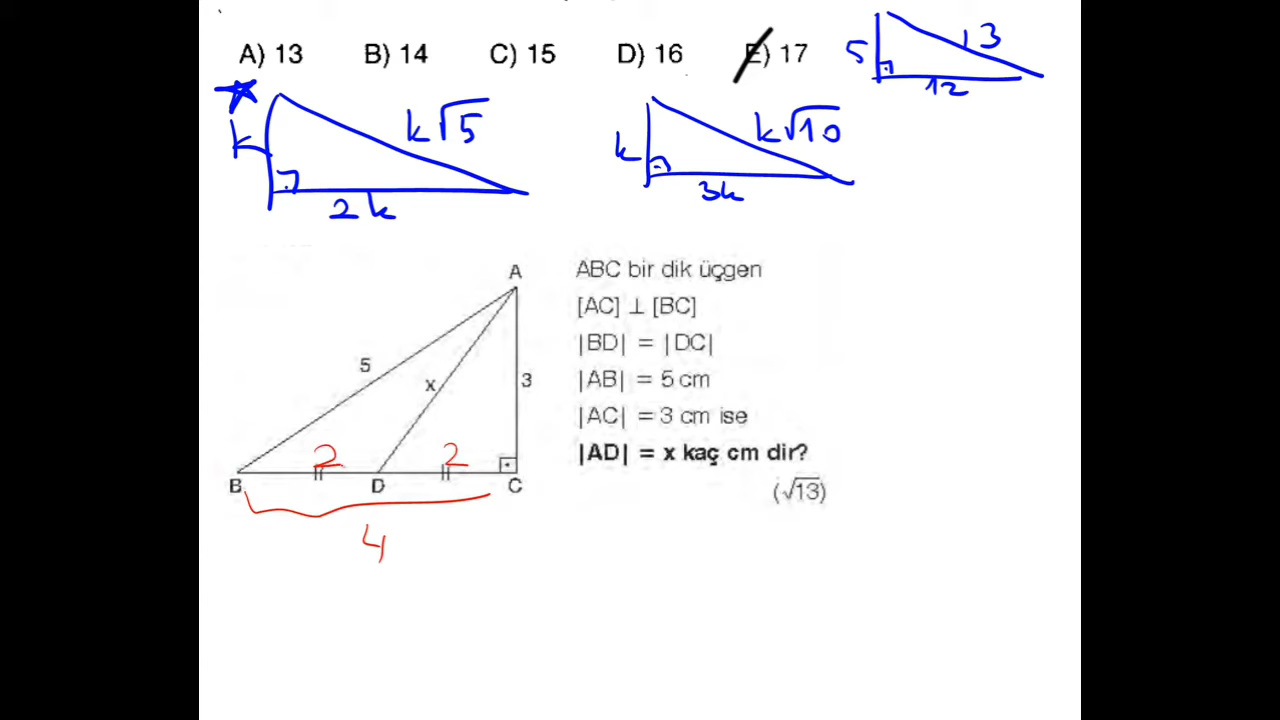 A) 13 B) 14 C) 15 D) 16 E) 17
5 13 12
k k√5 2k
k k√10 3k
A
ABC bir dik üçgen
[AC] ⊥ [BC]
|BD| = |DC|
5 x 3
|AB| = 5 cm
|AC| = 3 cm ise
|AD| = x kaç cm dir?
2 2
B D C
(√13)
4